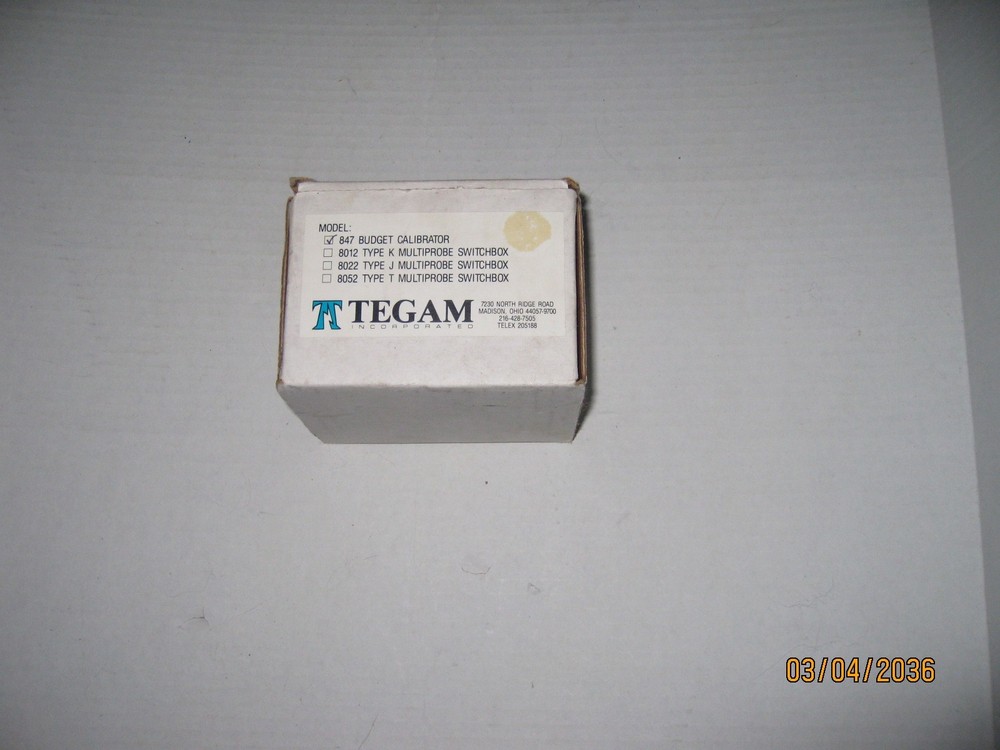 MODEL:
847 BUDGET CALIBRATOR
8012 TYPE K MULTIPROBE SWITCHBOX
8022 TYPE J MULTIPROBE SWITCHBOX
8052 TYPE T MULTIPROBE SWITCHBOX
TEGAM
INCORPORATED
7230 NORTH RIDGE ROAD
MADISON, OHIO 44057-9700
216-428-7505
TELEX 205188
03/04/2036